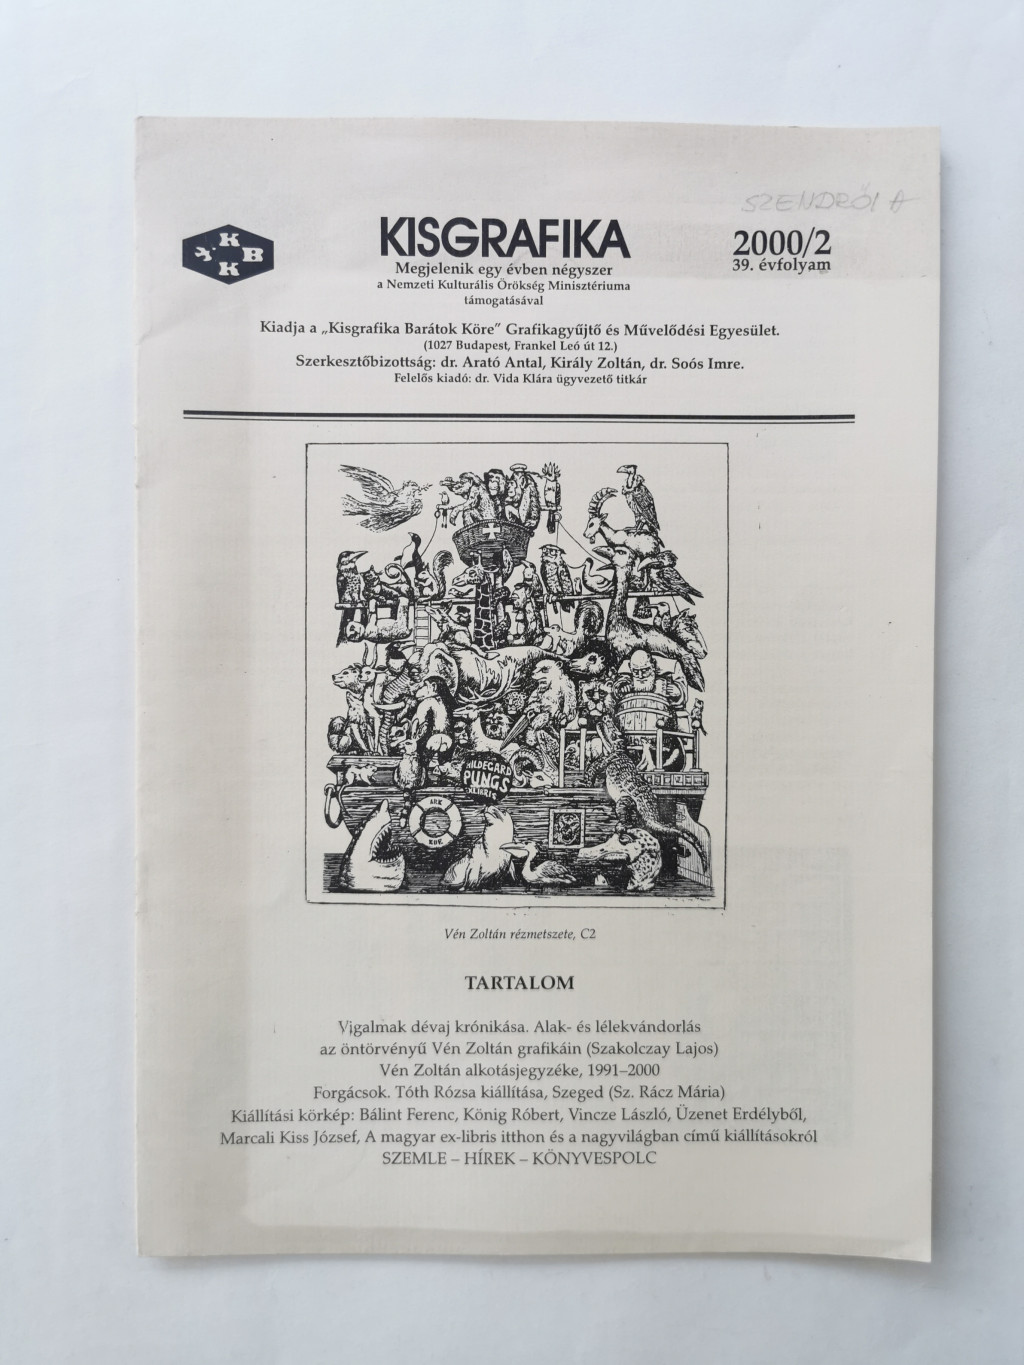 SZENDRŐI A
K
K B
K
KISGRAFIKA
2000/2
39. évfolyam
Megjelenik egy évben négyszer
a Nemzeti Kulturális Örökség Minisztériuma
támogatásával
Kiadja a „Kisgrafika Barátok Köre” Grafikagyűjtő és Művelődési Egyesület.
(1027 Budapest, Frankel Leó út 12.)
Szerkesztőbizottság: dr. Arató Antal, Király Zoltán, dr. Soós Imre.
Felelős kiadó: dr. Vida Klára ügyvezető titkár
HILDEGARD
PUNGS
EXLIBRIS
ARK
Vén Zoltán rézmetszete, C2
TARTALOM
Vigalmak dévaj krónikása. Alak- és lélekvándorlás
az öntörvényű Vén Zoltán grafikáin (Szakolczay Lajos)
Vén Zoltán alkotásjegyzéke, 1991–2000
Forgácsok. Tóth Rózsa kiállítása, Szeged (Sz. Rácz Mária)
Kiállítási körkép: Bálint Ferenc, König Róbert, Vincze László, Üzenet Erdélyből,
Marcali Kiss József, A magyar ex-libris itthon és a nagyvilágban című kiállításokról
SZEMLE – HÍREK – KÖNYVESPOLC